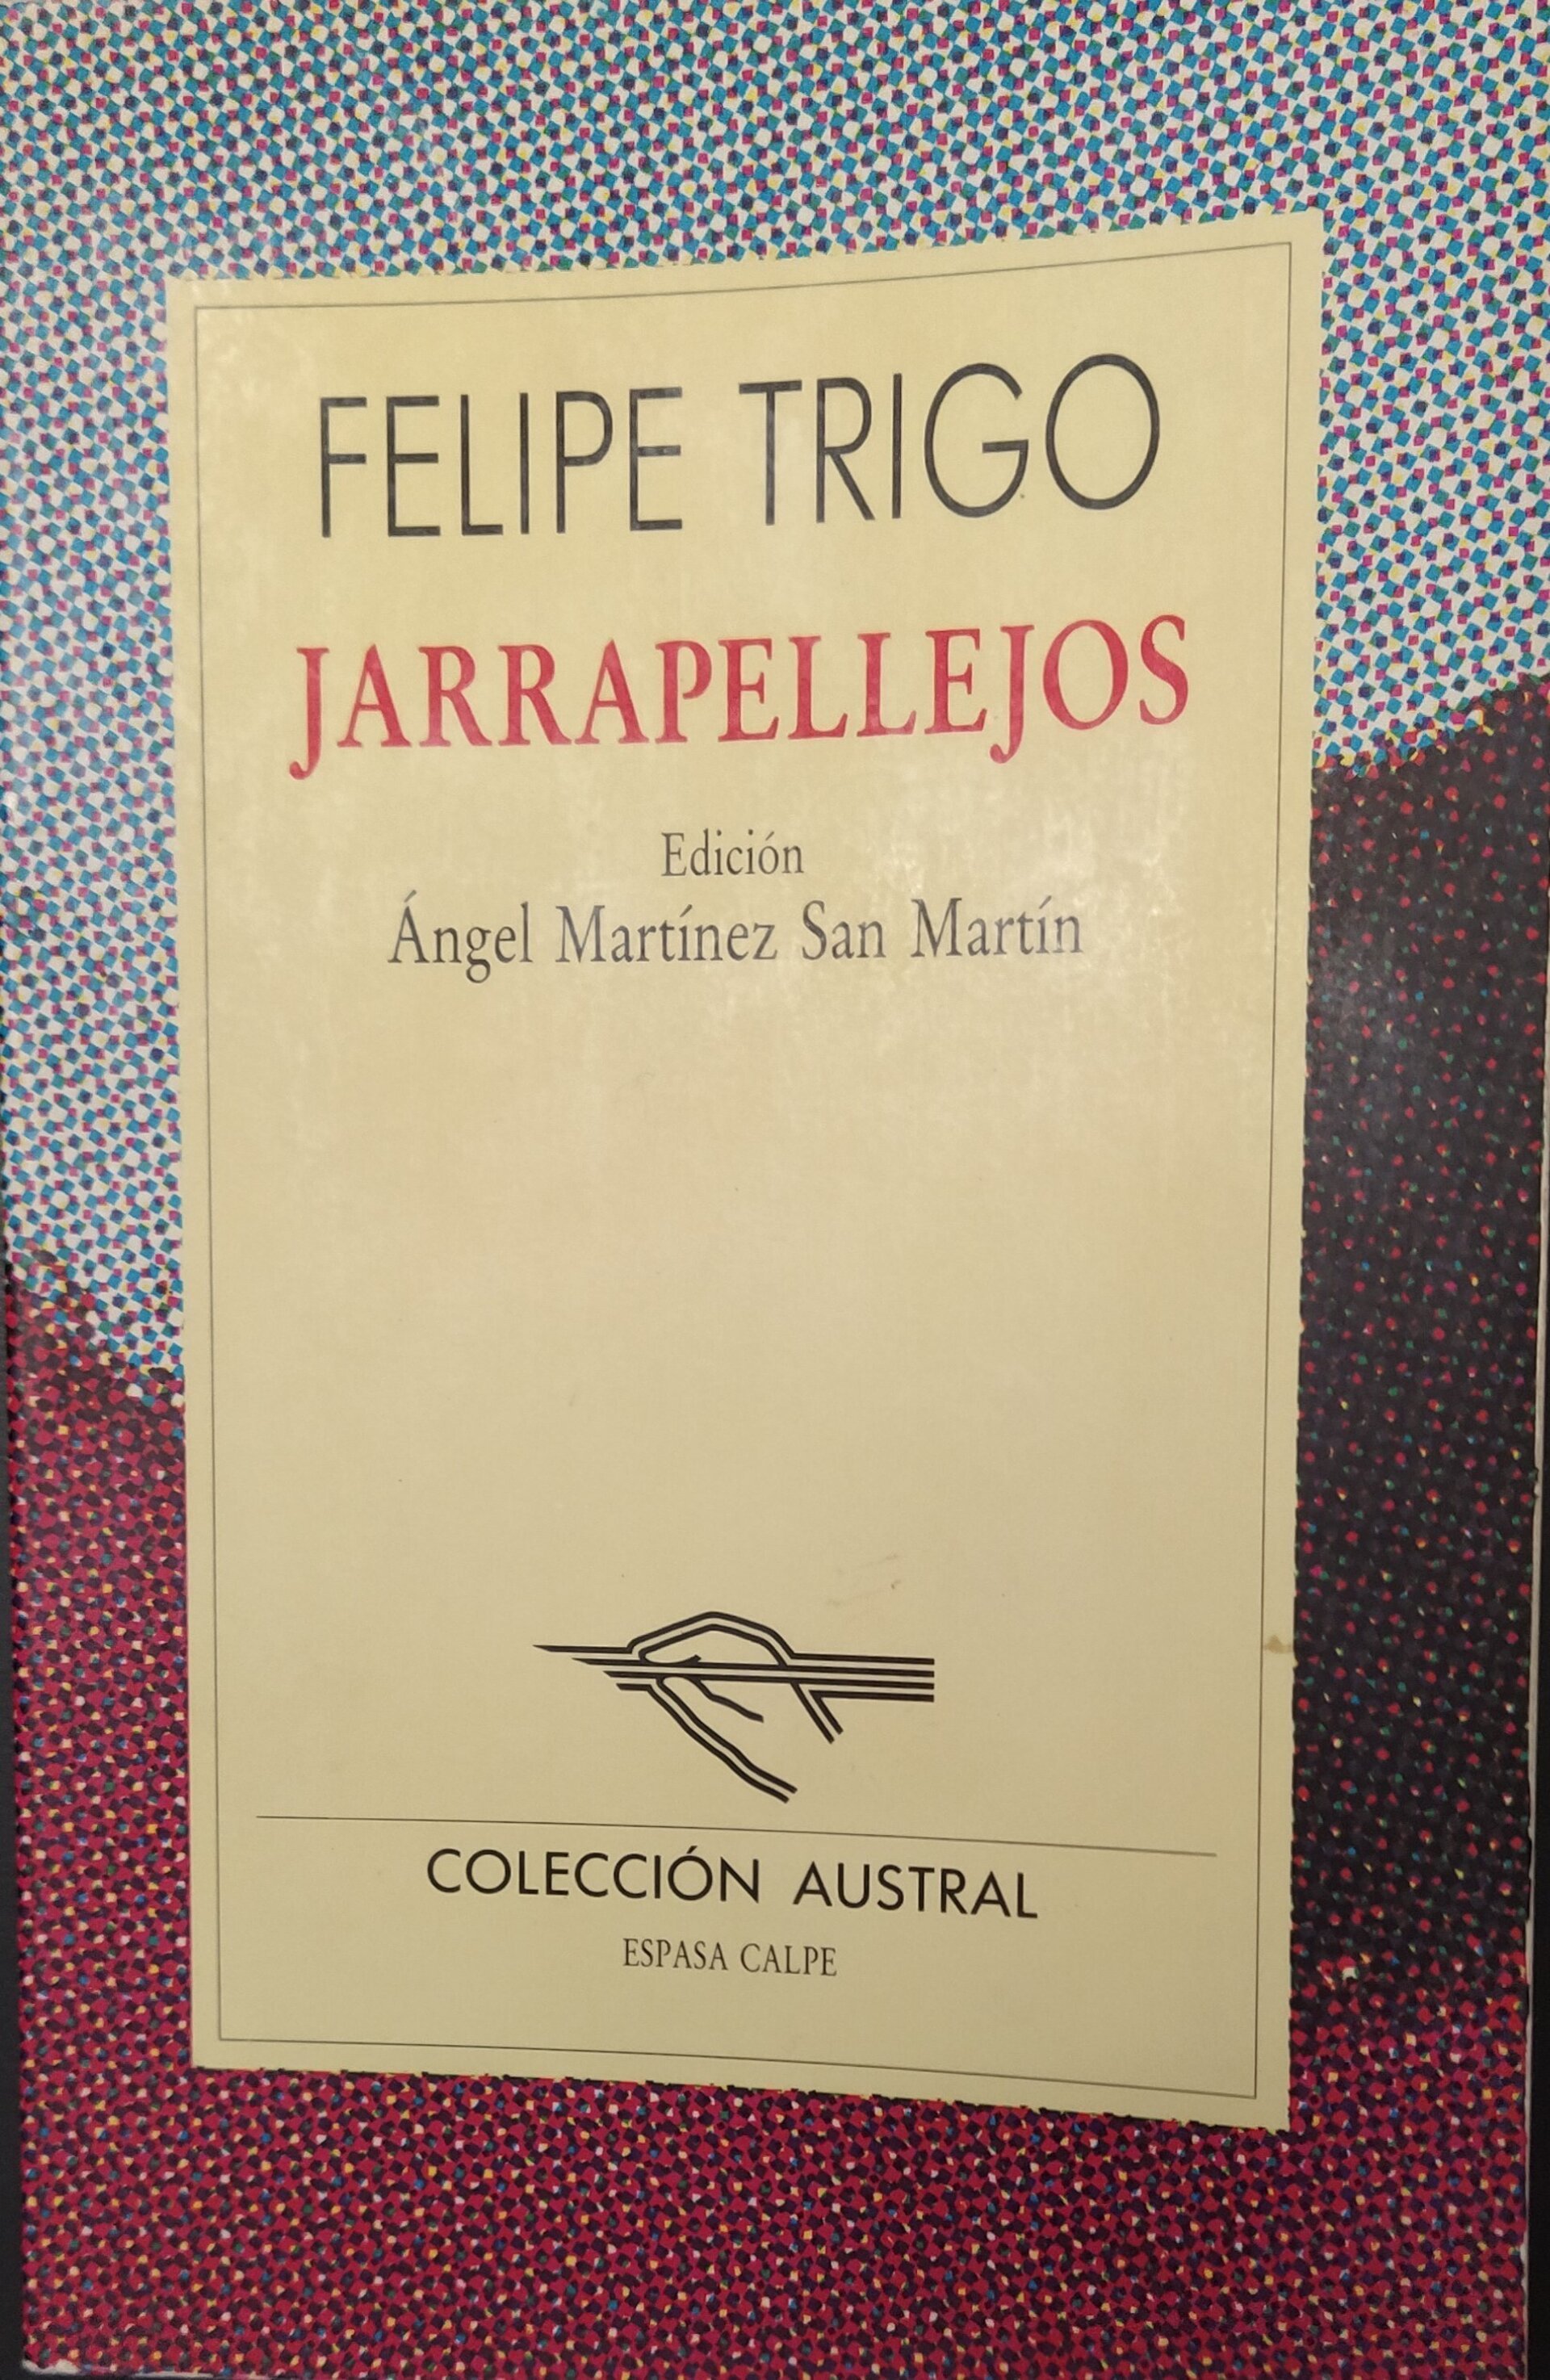 FELIPE TRIGO
JARRAPELLEJOS
Edición
Ángel Martínez San Martín
COLECCIÓN AUSTRAL
ESPASA CALPE